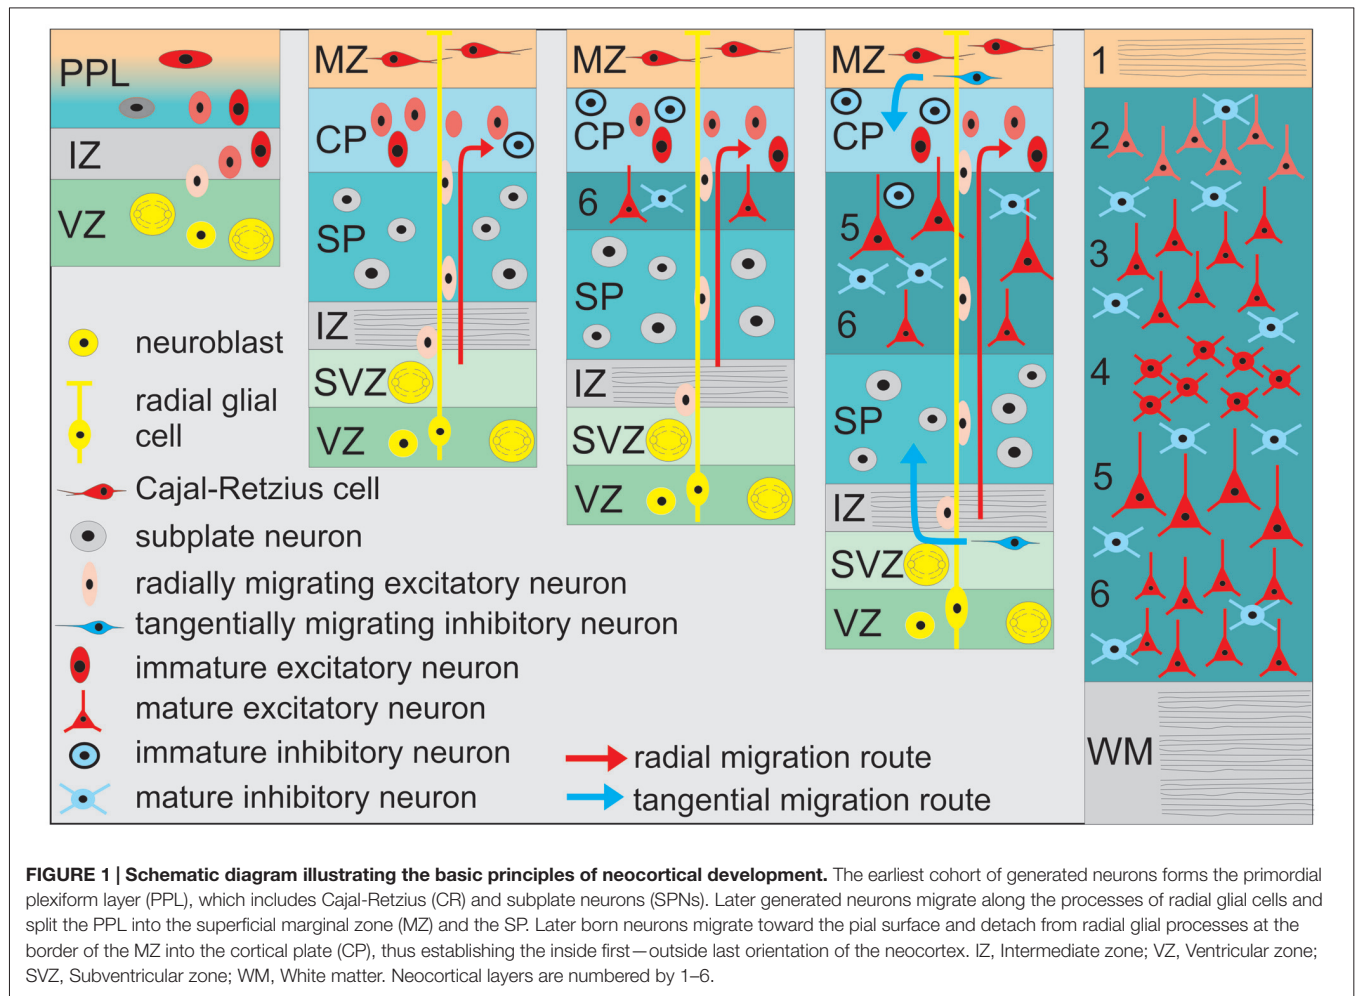 PPL
IZ
VZ
MZ
CP
SP
IZ
SVZ
VZ
MZ
CP
6
SP
IZ
SVZ
VZ
MZ
CP
5
6
SP
IZ
SVZ
VZ
1
2
3
4
5
6
WM
neuroblast
radial glial
cell
Cajal-Retzius cell
subplate neuron
radially migrating excitatory neuron
tangentially migrating inhibitory neuron
immature excitatory neuron
mature excitatory neuron
immature inhibitory neuron
mature inhibitory neuron
radial migration route
tangential migration route
FIGURE 1 | Schematic diagram illustrating the basic principles of neocortical development. The earliest cohort of generated neurons forms the primordial
plexiform layer (PPL), which includes Cajal-Retzius (CR) and subplate neurons (SPNs). Later generated neurons migrate along the processes of radial glial cells and
split the PPL into the superficial marginal zone (MZ) and the SP. Later born neurons migrate toward the pial surface and detach from radial glial processes at the
border of the MZ into the cortical plate (CP), thus establishing the inside first—outside last orientation of the neocortex. IZ, Intermediate zone; VZ, Ventricular zone;
SVZ, Subventricular zone; WM, White matter. Neocortical layers are numbered by 1–6.